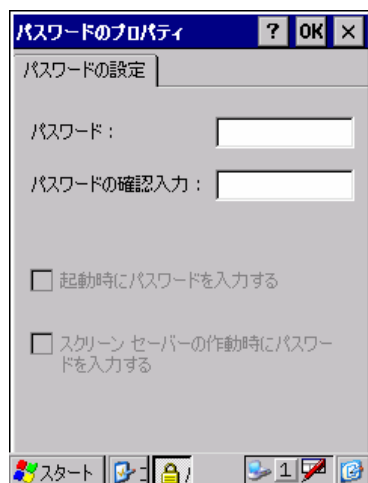 パスワードのプロパティ ? OK ×
パスワードの設定
パスワード：
パスワードの確認入力：
起動時にパスワードを入力する
スクリーン セーバーの作動時にパスワー
ドを入力する
スタート 1